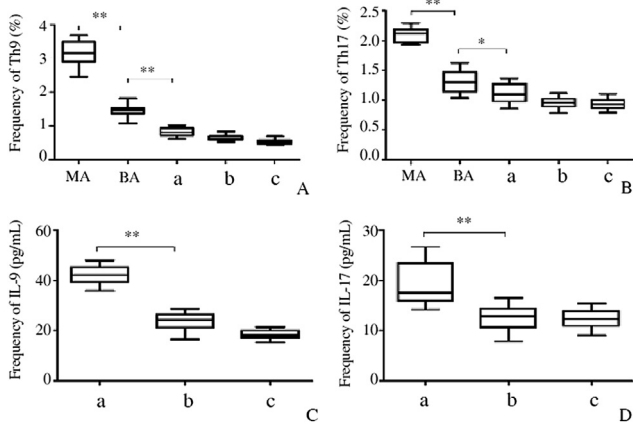 Frequency of Th9 (%)
4
3
2
1
0
**
**
MA
BA
a
b
c
A
Frequency of Th17 (%)
2.5
2.0
1.5
1.0
0.5
0.0
**
*
MA
BA
a
b
c
B
Frequency of IL-9 (pg/mL)
60
40
20
0
**
a
b
c
C
Frequency of IL-17 (pg/mL)
30
20
10
0
**
a
b
c
D